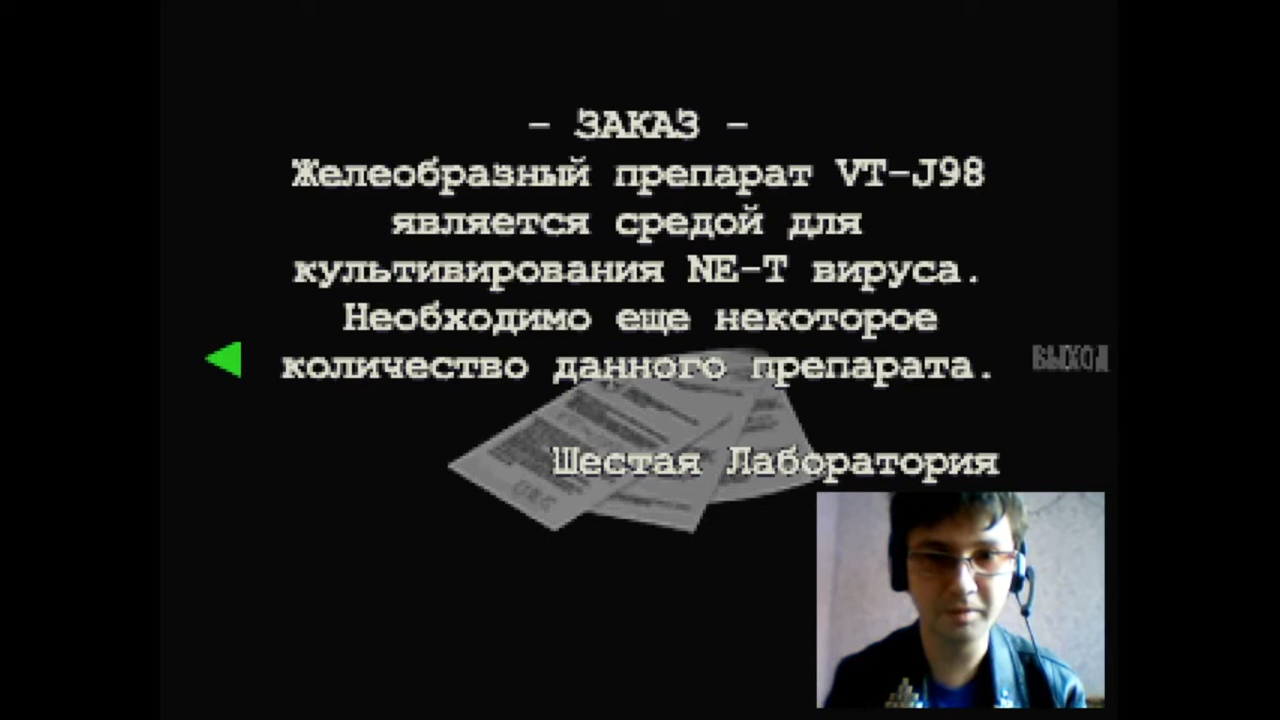 - ЗАКАЗ -
Желеобразный препарат VT-J98
является средой для
культивирования NE-T вируса.
Необходимо еще некоторое
количество данного препарата.
ВЫХОД
Шестая Лаборатория